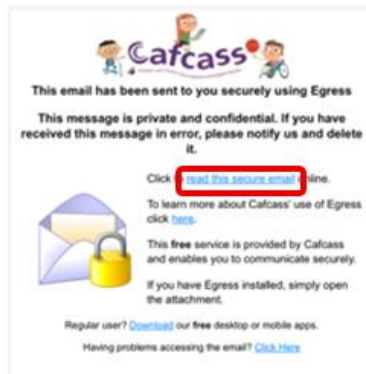 Cafcass
This email has been sent to you securely using Egress
This message is private and confidential. If you have
received this message in error, please notify us and delete
it.
Click to read this secure email online.
To learn more about Cafcass' use of Egress
click here.
This free service is provided by Cafcass
and enables you to communicate securely.
If you have Egress installed, simply open
the attachment.
Regular user? Download our free desktop or mobile apps.
Having problems accessing the email? Click Here